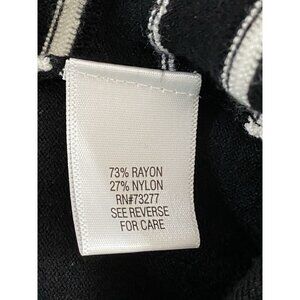 73% RAYON
27% NYLON
RN#73277
SEE REVERSE
FOR CARE